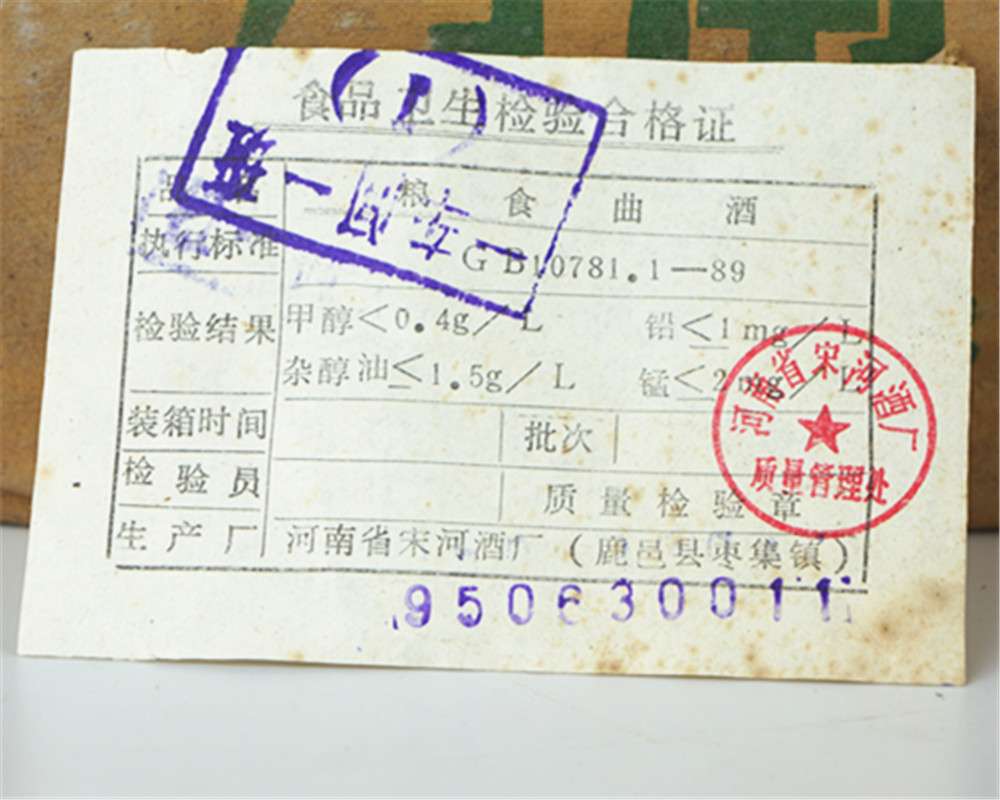 食品卫生检验合格证
(1)
品名 粮食曲酒
一班
执行标准 GB10781.1—89
检验结果 甲醇<0.4g/L 铅≤1mg/L
杂醇油≤1.5g/L 锰≤2mg/L
河南省宋河酒厂
装箱时间 批次
质量管理处
检验员 质量检验章
生产厂 河南省宋河酒厂(鹿邑县枣集镇)
950630011